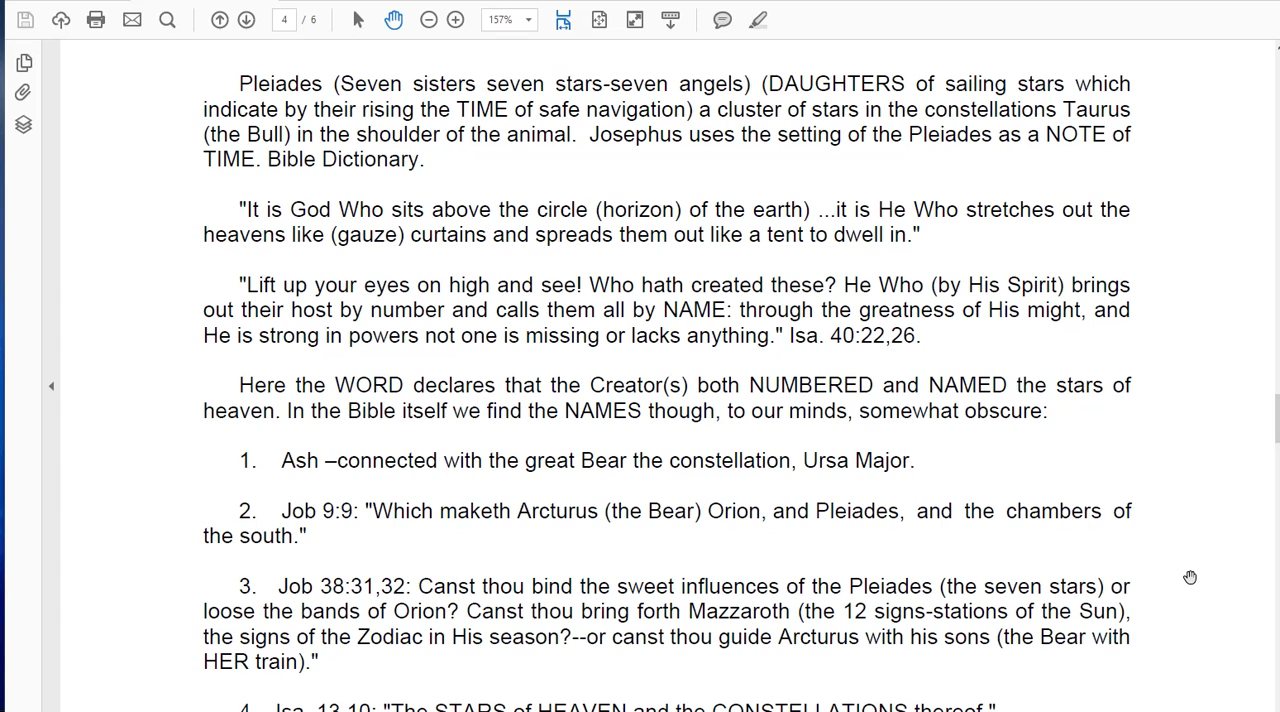 4 / 6
157%
Pleiades (Seven sisters seven stars-seven angels) (DAUGHTERS of sailing stars which
indicate by their rising the TIME of safe navigation) a cluster of stars in the constellations Taurus
(the Bull) in the shoulder of the animal. Josephus uses the setting of the Pleiades as a NOTE of
TIME. Bible Dictionary.
"It is God Who sits above the circle (horizon) of the earth) ...it is He Who stretches out the
heavens like (gauze) curtains and spreads them out like a tent to dwell in."
"Lift up your eyes on high and see! Who hath created these? He Who (by His Spirit) brings
out their host by number and calls them all by NAME: through the greatness of His might, and
He is strong in powers not one is missing or lacks anything." Isa. 40:22,26.
Here the WORD declares that the Creator(s) both NUMBERED and NAMED the stars of
heaven. In the Bible itself we find the NAMES though, to our minds, somewhat obscure:
1. Ash –connected with the great Bear the constellation, Ursa Major.
2. Job 9:9: "Which maketh Arcturus (the Bear) Orion, and Pleiades, and the chambers of
the south."
3. Job 38:31,32: Canst thou bind the sweet influences of the Pleiades (the seven stars) or
loose the bands of Orion? Canst thou bring forth Mazzaroth (the 12 signs-stations of the Sun),
the signs of the Zodiac in His season?--or canst thou guide Arcturus with his sons (the Bear with
HER train)."
4. Isa. 13-10: "The STARS of HEAVEN and the CONSTELLATIONS thereof."